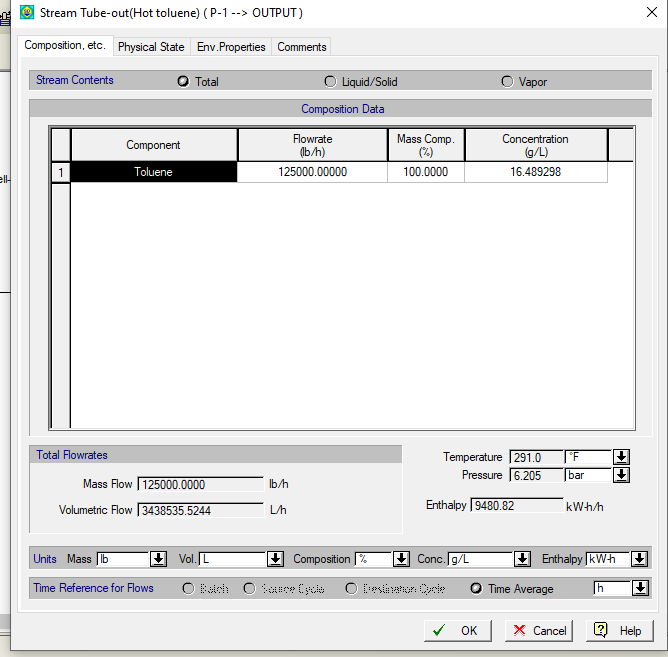 Stream Tube-out(Hot toluene) ( P-1 --> OUTPUT )
Composition, etc. Physical State Env.Properties Comments
Stream Contents Total Liquid/Solid Vapor
Composition Data
Component Flowrate (lb/h) Mass Comp. (%) Concentration (g/L)
1 Toluene 125000.00000 100.0000 16.489298
Total Flowrates
Mass Flow 125000.0000 lb/h
Volumetric Flow 3438535.5244 L/h
Temperature 291.0 °F
Pressure 6.205 bar
Enthalpy 9480.82 kW-h/h
Units Mass lb Vol. L Composition % Conc. g/L Enthalpy kW-h
Time Reference for Flows Batch Source Cycle Destination Cycle Time Average h
OK Cancel Help
ell-